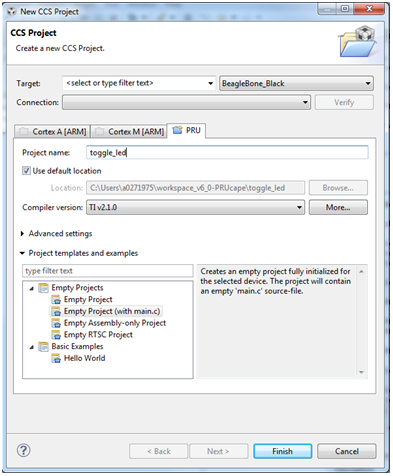 New CCS Project
CCS Project
Create a new CCS Project.
Target: <select or type filter text> BeagleBone_Black
Connection: Verify
Cortex A [ARM] Cortex M [ARM] PRU
Project name: toggle_led
Use default location
Location: C:\Users\a0271975\workspace_v6_0-PRUcape\toggle_led Browse...
Compiler version: TI v2.1.0 More...
Advanced settings
Project templates and examples
type filter text
Creates an empty project fully initialized for
the selected device. The project will contain
an empty 'main.c' source-file.
Empty Projects
Empty Project
Empty Project (with main.c)
Empty Assembly-only Project
Empty RTSC Project
Basic Examples
Hello World
? < Back Next > Finish Cancel